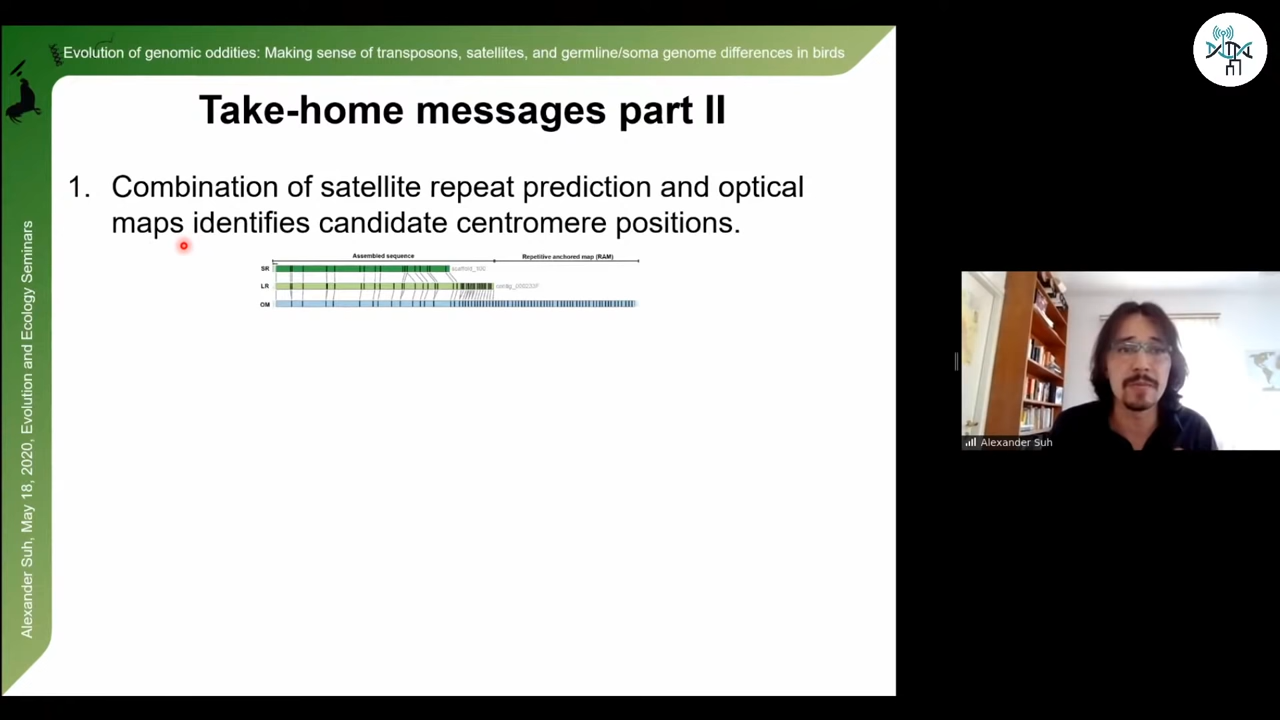 Evolution of genomic oddities: Making sense of transposons, satellites, and germline/soma genome differences in birds
Take-home messages part II
1. Combination of satellite repeat prediction and optical
maps identifies candidate centromere positions.
Assembled sequence
Repetitive anchored map (RAM)
SR
LR
OM
Alexander Suh, May 18, 2020, Evolution and Ecology Seminars
Alexander Suh